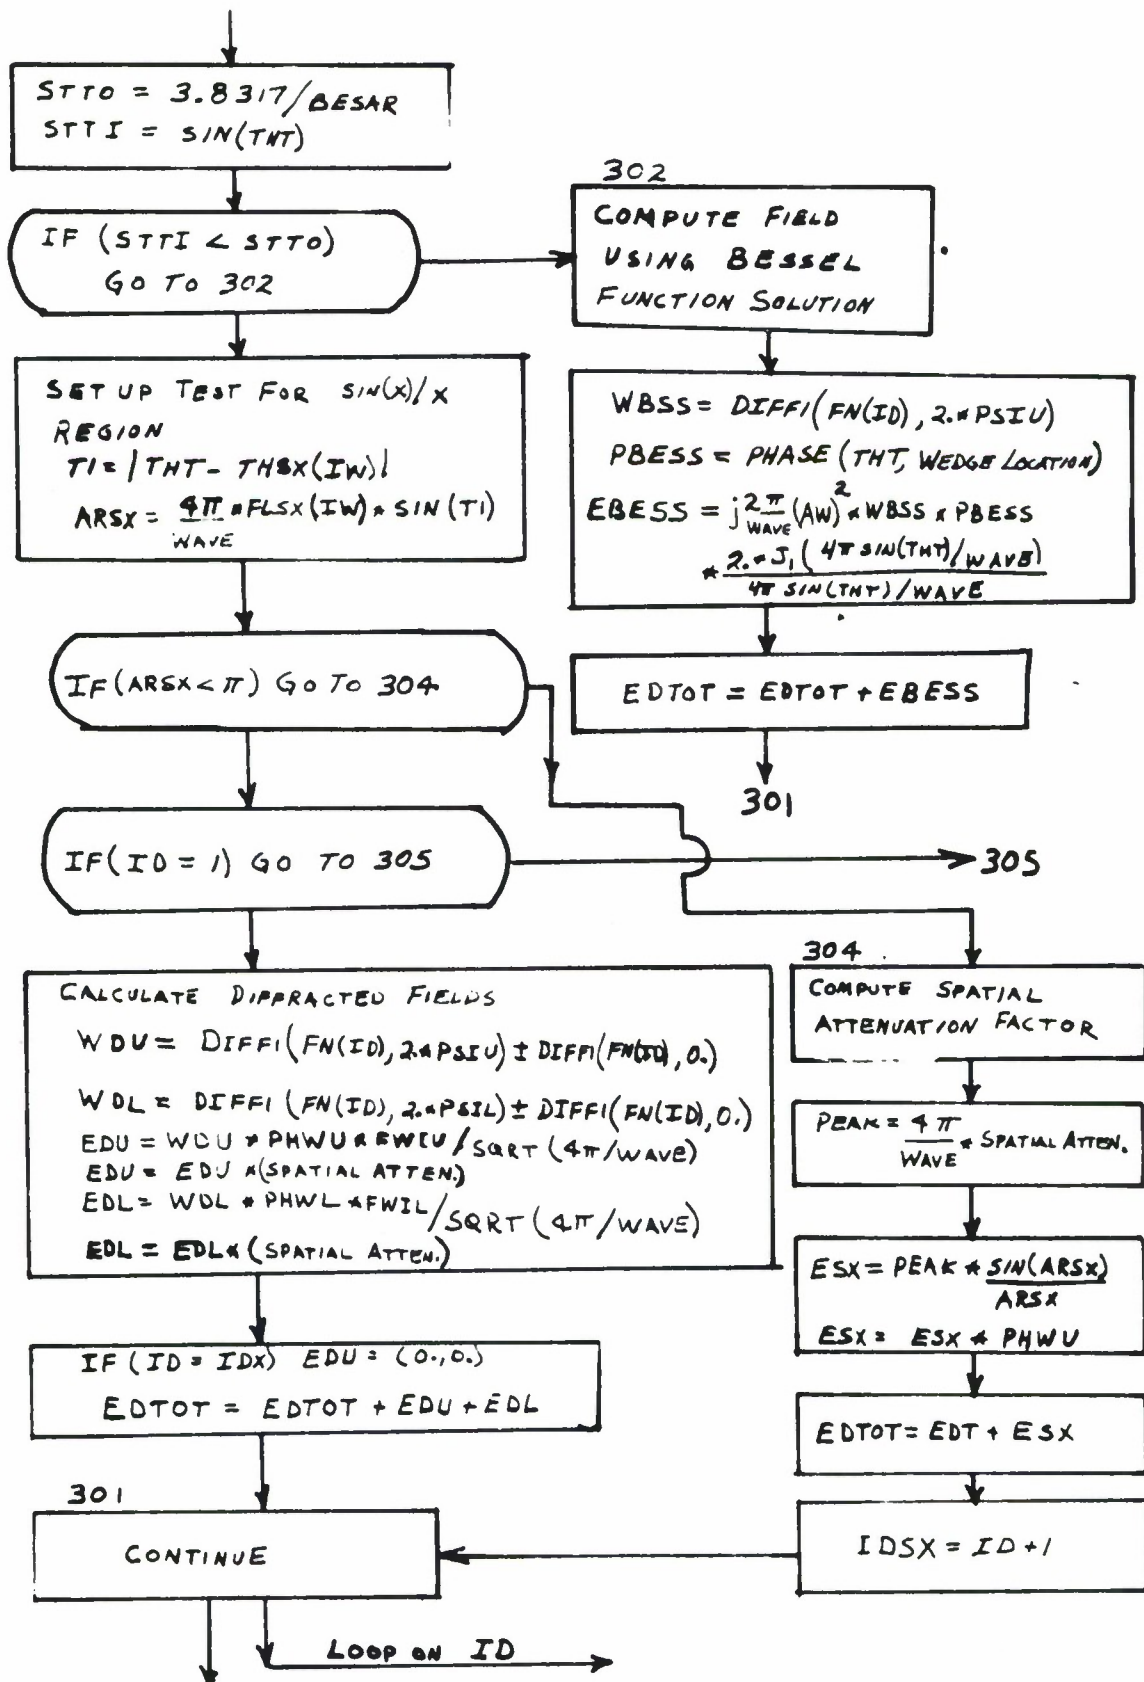 STTO = 3.8317/BESAR
STTI = SIN(THT)
IF (STTI < STTO)
GO TO 302
302
COMPUTE FIELD
USING BESSEL
FUNCTION SOLUTION
SET UP TEST FOR SIN(X)/X
REGION
TI = |THT - THSX(IW)|
ARSX = 4π/WAVE * FLSX(IW) * SIN(TI)
WBSS = DIFFI(FN(ID), 2.*PSIU)
PBESS = PHASE (THT, WEDGE LOCATION)
EBESS = j 2π/WAVE (AW)² * WBSS * PBESS
* 2.*J₁(4π SIN(THT)/WAVE) / 4π SIN(THT)/WAVE
EDTOT = EDTOT + EBESS
301
IF(ARSX < π) GO TO 304
IF(ID = 1) GO TO 305
305
CALCULATE DIFFRACTED FIELDS
WDU = DIFFI(FN(ID), 2.*PSIU) ± DIFFI(FN(ID), 0.)
WDL = DIFFI (FN(ID), 2.*PSIL) ± DIFFI(FN(ID), 0.)
EDU = WDU * PHWU * FWIU/SQRT (4π/WAVE)
EDU = EDU *(SPATIAL ATTEN.)
EDL = WDL * PHWL * FWIL/SQRT (4π/WAVE)
EDL = EDL * (SPATIAL ATTEN.)
304
COMPUTE SPATIAL
ATTENUATION FACTOR
PEAK = 4π/WAVE * SPATIAL ATTEN.
ESX = PEAK * SIN(ARSX)/ARSX
ESX = ESX * PHWU
EDTOT = EDT + ESX
IDSX = ID + 1
IF (ID = IDX) EDU = (0., 0.)
EDTOT = EDTOT + EDU + EDL
301
CONTINUE
LOOP ON ID